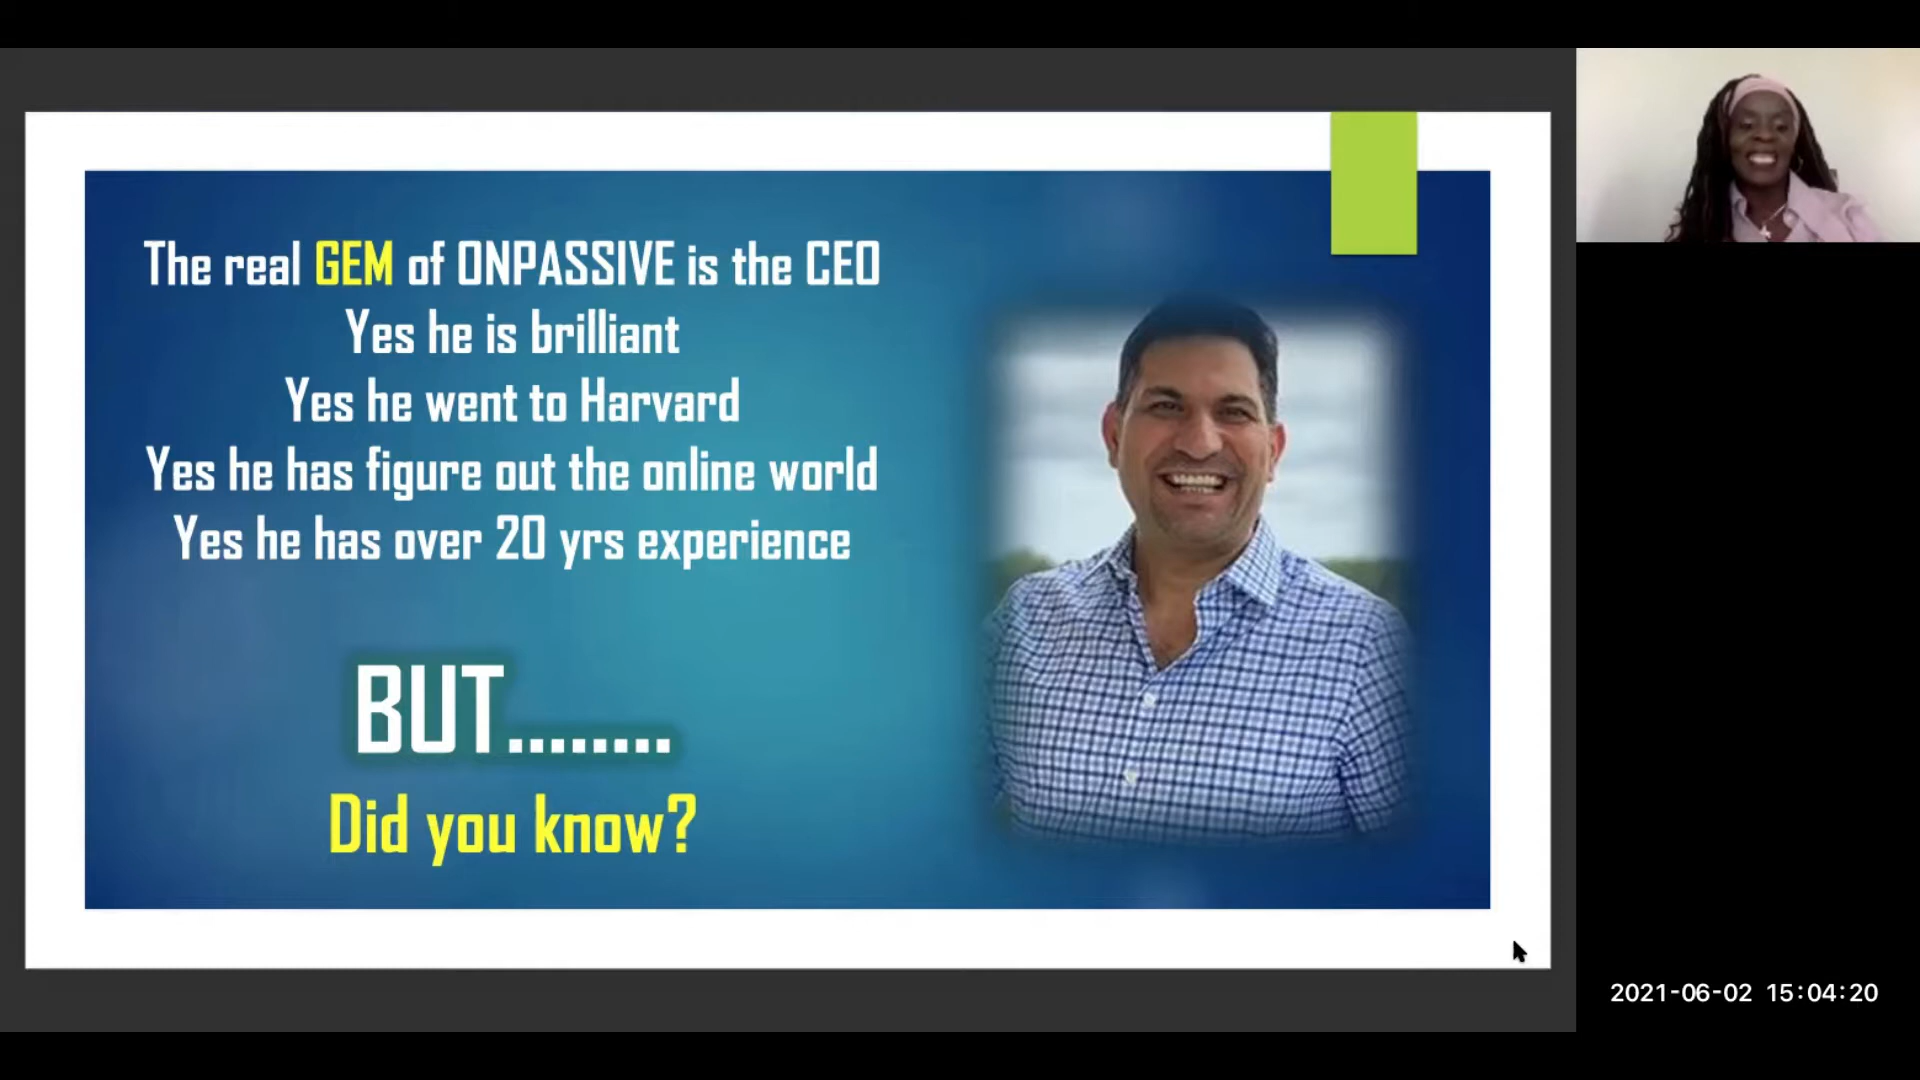 The real GEM of ONPASSIVE is the CEO
Yes he is brilliant
Yes he went to Harvard
Yes he has figure out the online world
Yes he has over 20 yrs experience
BUT........
Did you know?
2021-06-02 15:04:20